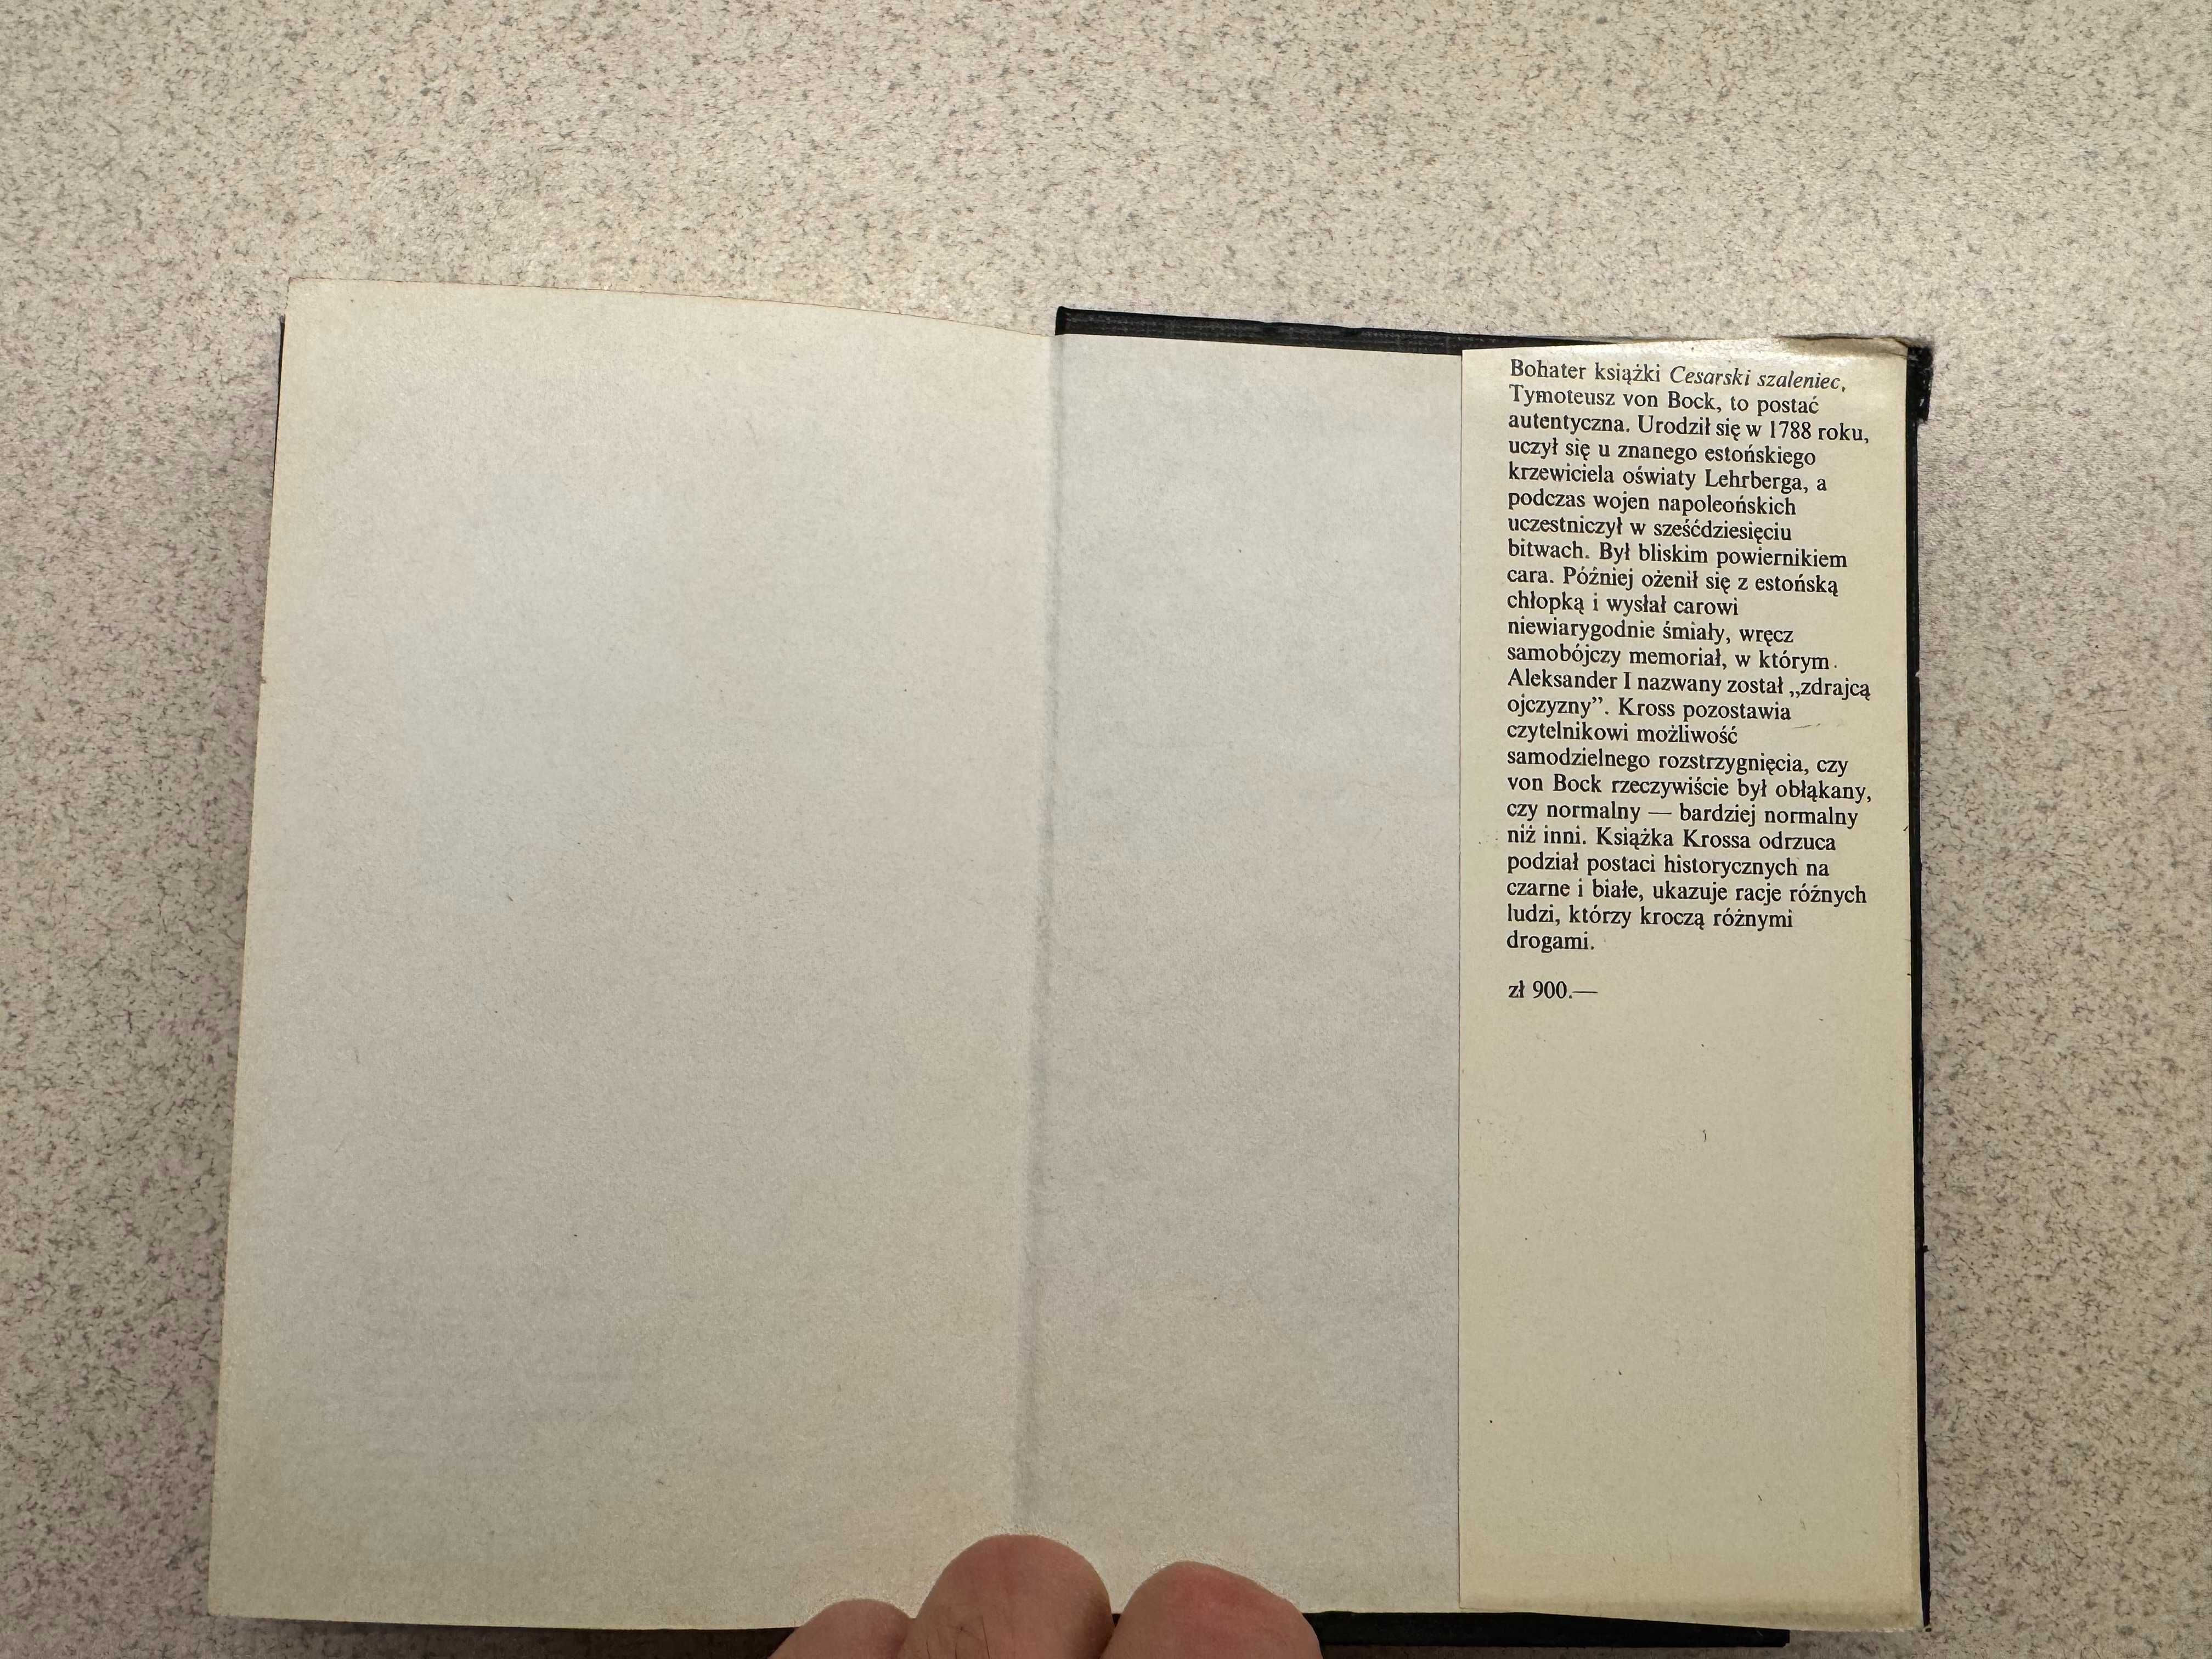 Bohater książki Cesarski szaleniec,
Tymoteusz von Bock, to postać
autentyczna. Urodził się w 1788 roku,
uczył się u znanego estońskiego
krzewiciela oświaty Lehrberga, a
podczas wojen napoleońskich
uczestniczył w sześćdziesięciu
bitwach. Był bliskim powiernikiem
cara. Później ożenił się z estońską
chłopką i wysłał carowi
niewiarygodnie śmiały, wręcz
samobójczy memoriał, w którym
Aleksander I nazwany został „zdrajcą
ojczyzny”. Kross pozostawia
czytelnikowi możliwość
samodzielnego rozstrzygnięcia, czy
von Bock rzeczywiście był obłąkany,
czy normalny — bardziej normalny
niż inni. Książka Krossa odrzuca
podział postaci historycznych na
czarne i białe, ukazuje racje różnych
ludzi, którzy kroczą różnymi
drogami.
zł 900.—